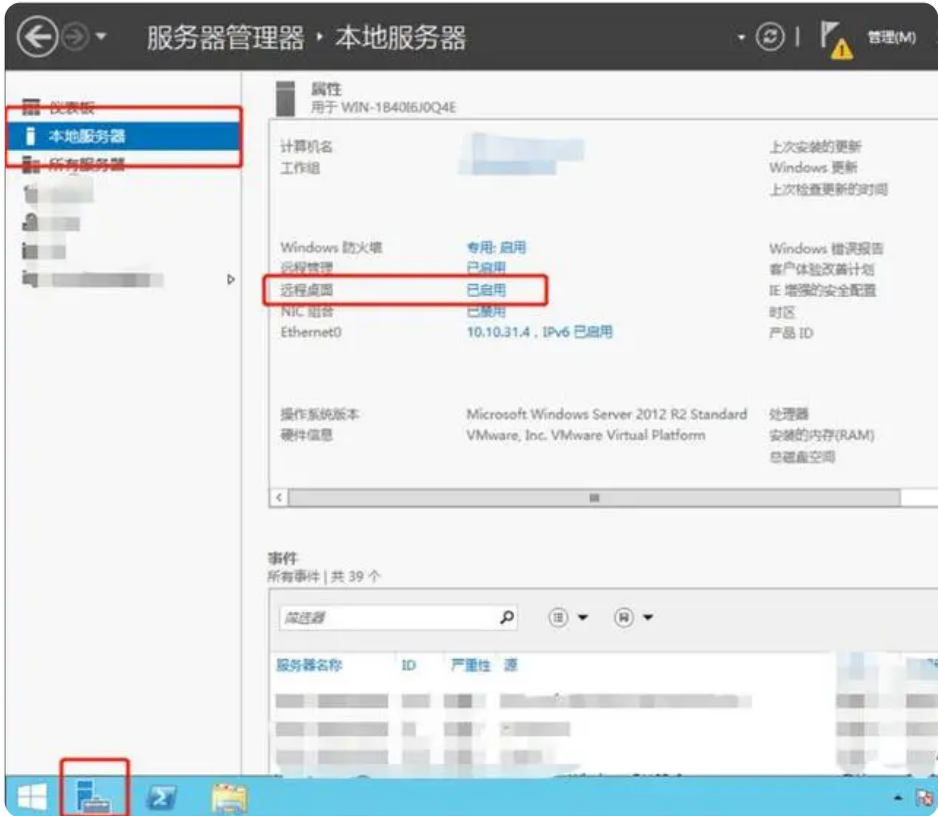 服务器管理器 · 本地服务器
管理(M)
仪表板
本地服务器
所有服务器
属性
用于 WIN-1B40I6J0Q4E
计算机名
工作组
上次安装的更新
Windows 更新
上次检查更新的时间
Windows 防火墙 专用: 启用
远程管理 已启用
远程桌面 已启用
NIC 组合 已禁用
Ethernet0 10.10.31.4，IPv6 已启用
Windows 错误报告
客户体验改善计划
IE 增强的安全配置
时区
产品 ID
操作系统版本 Microsoft Windows Server 2012 R2 Standard
硬件信息 VMware, Inc. VMware Virtual Platform
处理器
安装的内存(RAM)
总磁盘空间
事件
所有事件 | 共 39 个
筛选器
服务器名称 ID 严重性 源